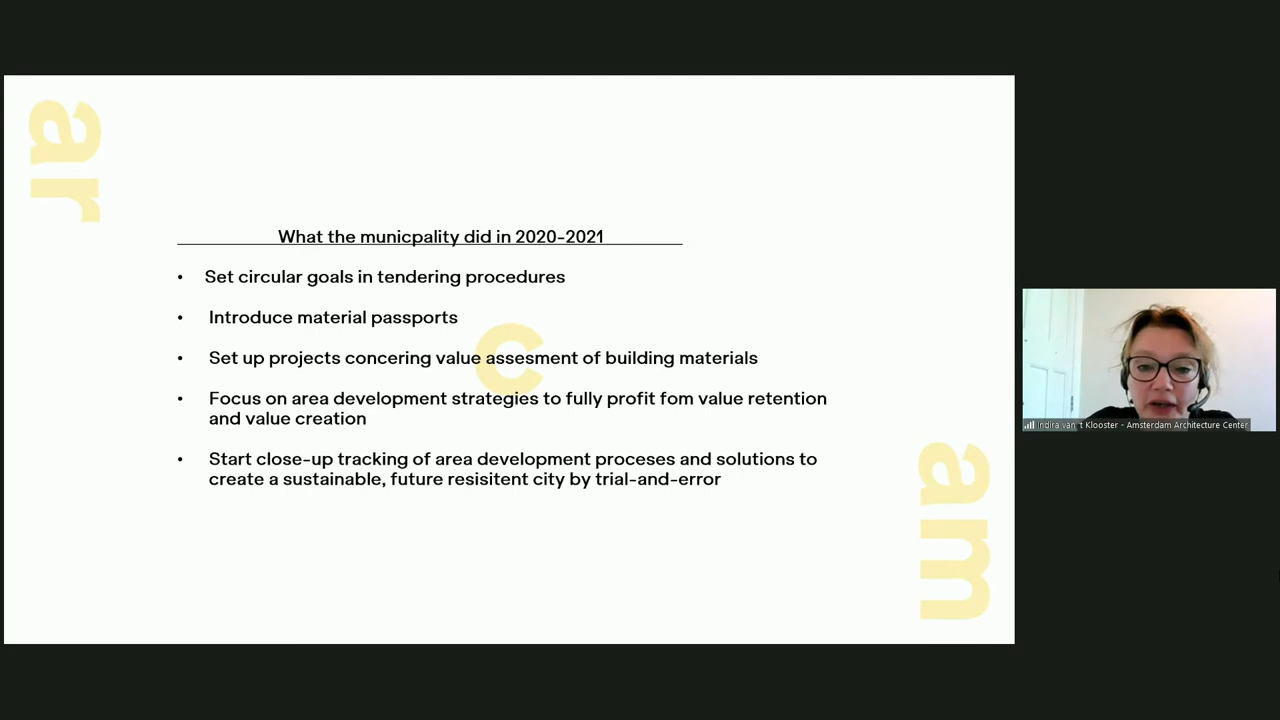 ar
What the municpality did in 2020-2021
• Set circular goals in tendering procedures
• Introduce material passports
c
• Set up projects concering value assesment of building materials
• Focus on area development strategies to fully profit fom value retention
and value creation
• Start close-up tracking of area development proceses and solutions to
create a sustainable, future resisitent city by trial-and-error
am
Indira van 't Klooster - Amsterdam Architecture Center